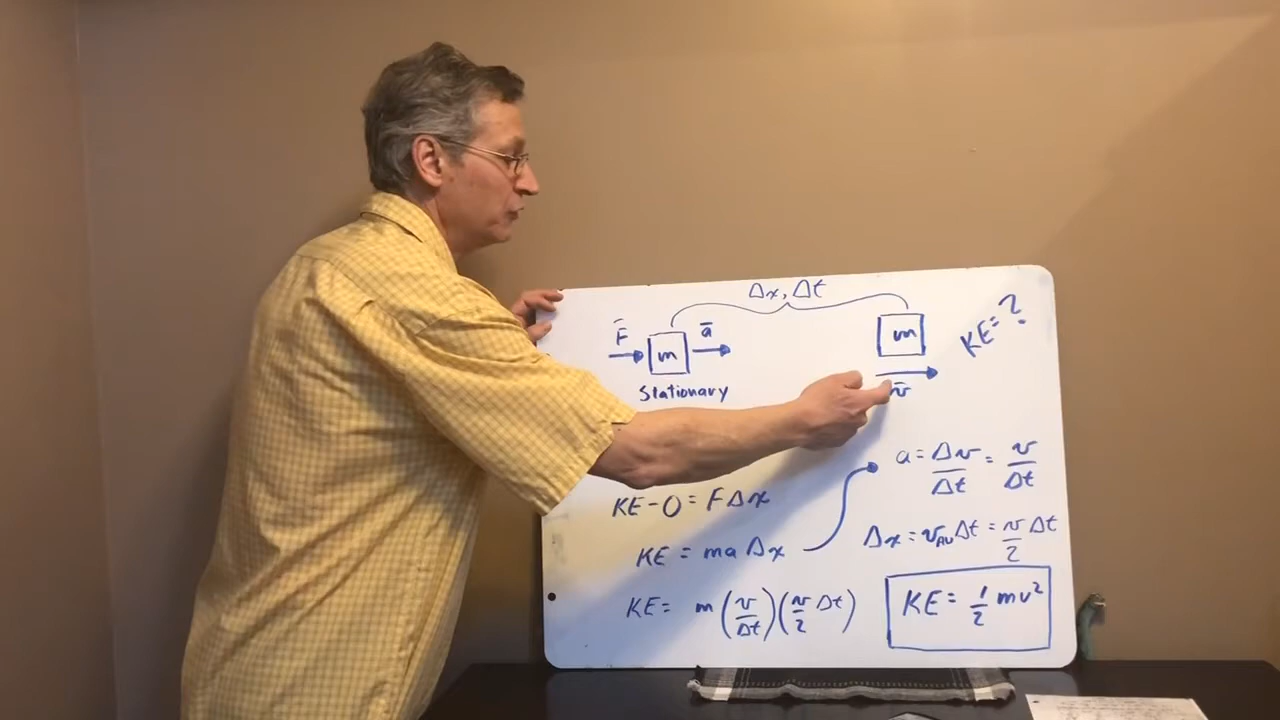 Δx, Δt
F̄ m ā
Stationary
m
v̄
KE = ?
KE - 0 = FΔx
KE = ma Δx
KE = m (v/Δt)(v/2 Δt)
a = Δv/Δt = v/Δt
Δx = v_AV Δt = v/2 Δt
KE = 1/2 mv²